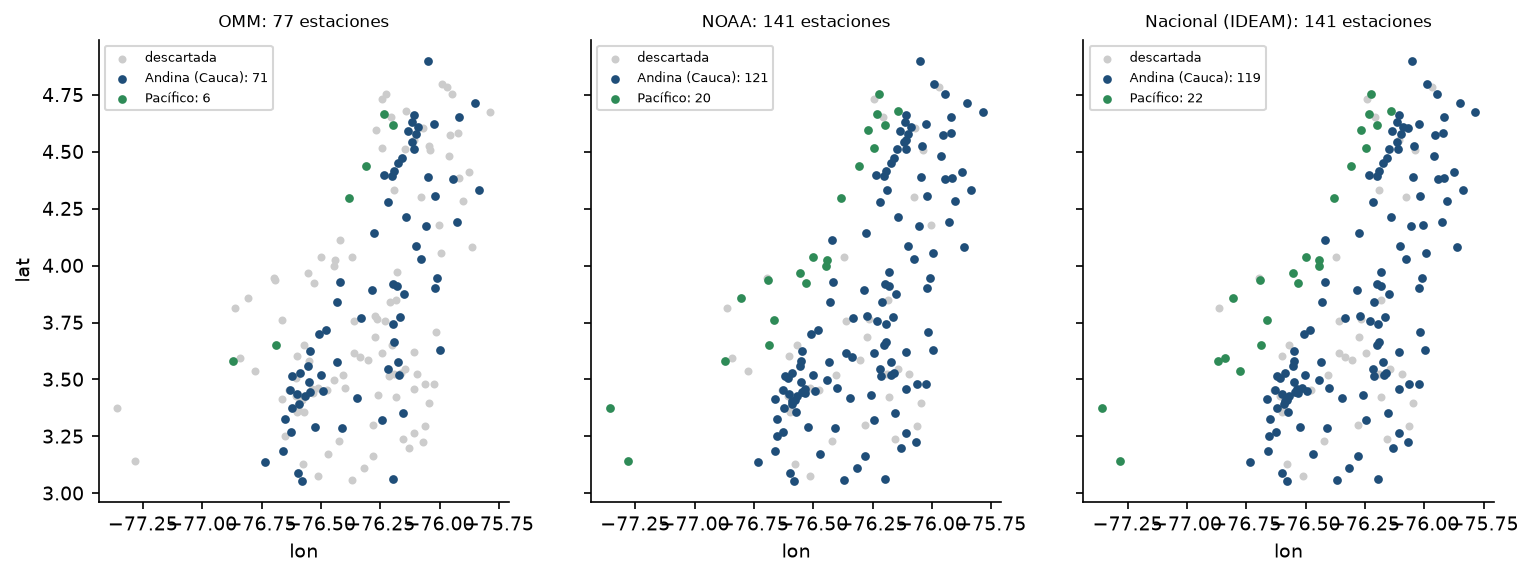 OMM: 77 estaciones
descartada
Andina (Cauca): 71
Pacífico: 6
4.75
4.50
4.25
4.00
3.75
3.50
3.25
3.00
lat
−77.25 −77.00 −76.75 −76.50 −76.25 −76.00 −75.75
lon
NOAA: 141 estaciones
descartada
Andina (Cauca): 121
Pacífico: 20
−77.25 −77.00 −76.75 −76.50 −76.25 −76.00 −75.75
lon
Nacional (IDEAM): 141 estaciones
descartada
Andina (Cauca): 119
Pacífico: 22
−77.25 −77.00 −76.75 −76.50 −76.25 −76.00 −75.75
lon